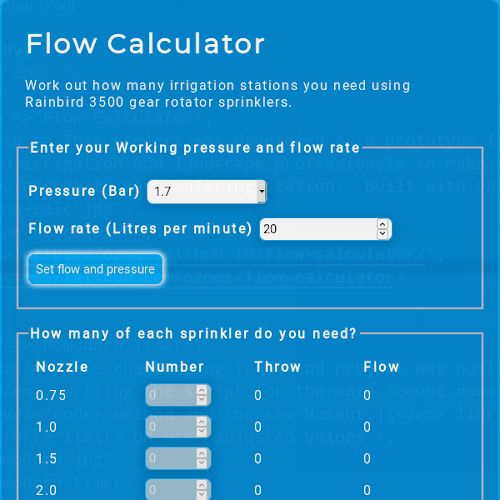 Flow Calculator
Work out how many irrigation stations you need using
Rainbird 3500 gear rotator sprinklers.
Enter your Working pressure and flow rate
Pressure (Bar) 1.7
Flow rate (Litres per minute) 20
Set flow and pressure
How many of each sprinkler do you need?
Nozzle Number Throw Flow
0.75 0 0 0
1.0 0 0 0
1.5 0 0 0
2.0 0 0 0